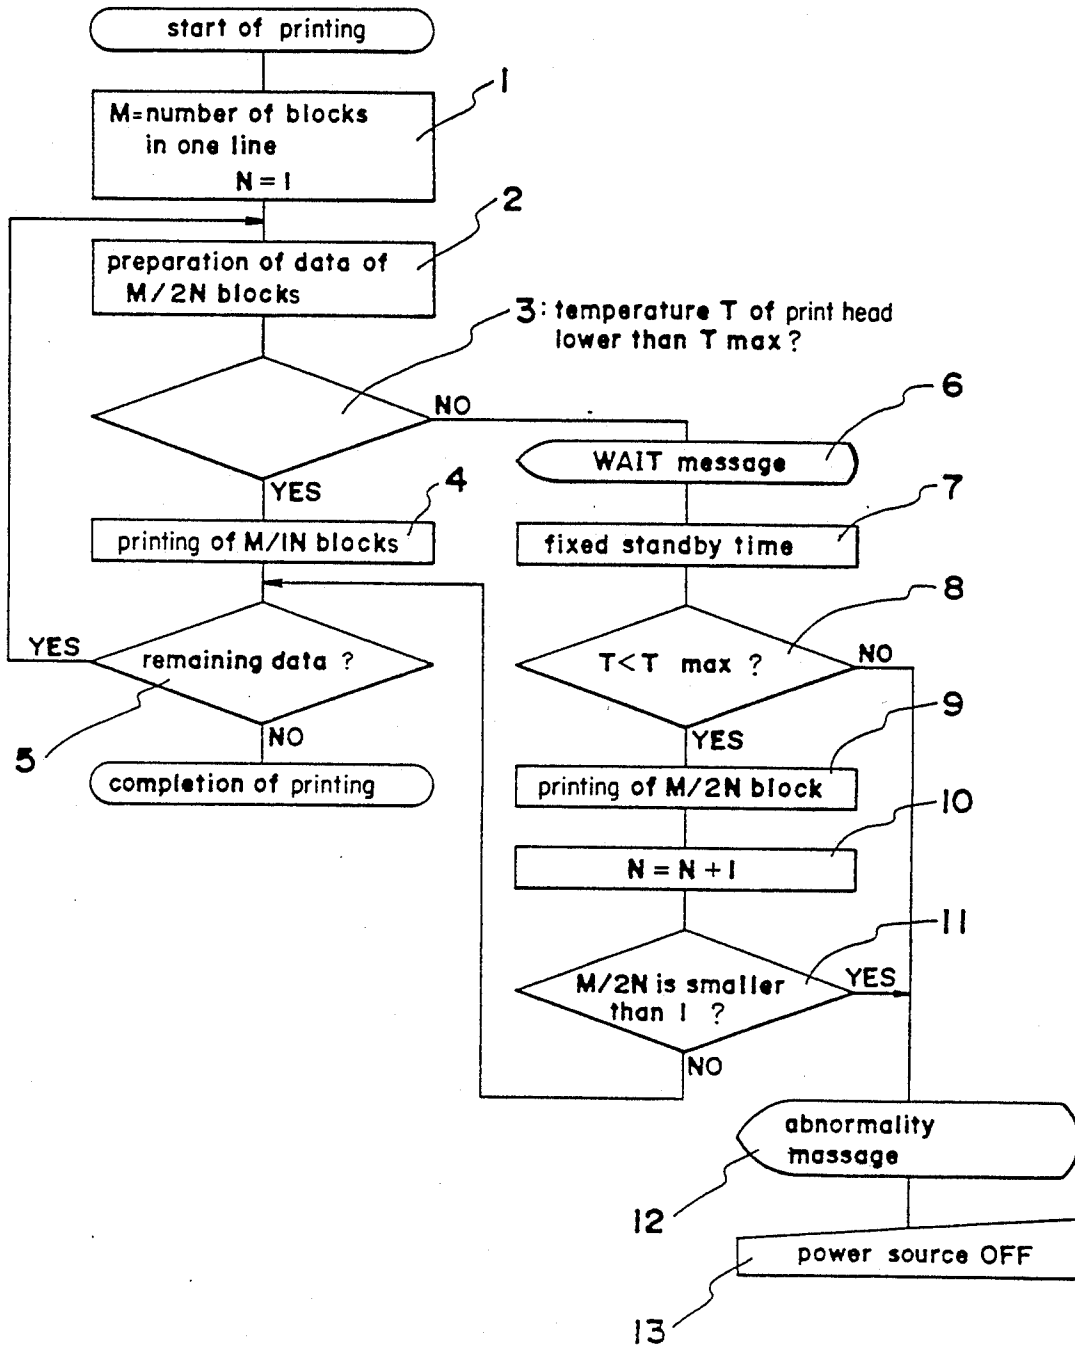 start of printing
1
M=number of blocks
in one line
N=1
2
preparation of data of
M/2N blocks
3: temperature T of print head
lower than T max ?
NO
6
WAIT message
YES
4
7
printing of M/1N blocks
fixed standby time
8
YES
remaining data ?
T<T max ?
NO
5
NO
YES
9
completion of printing
printing of M/2N block
10
N = N + 1
11
M/2N is smaller
than 1 ?
YES
NO
abnormality
massage
12
power source OFF
13